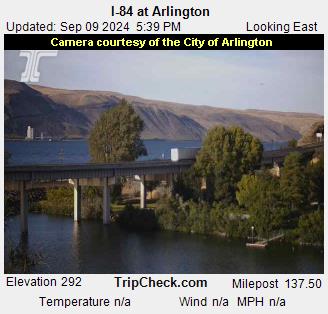 I-84 at Arlington
Updated: Sep 09 2024 5:39 PM Looking East
Camera courtesy of the City of Arlington
Elevation 292 TripCheck.com Milepost 137.50
Temperature n/a Wind n/a MPH n/a